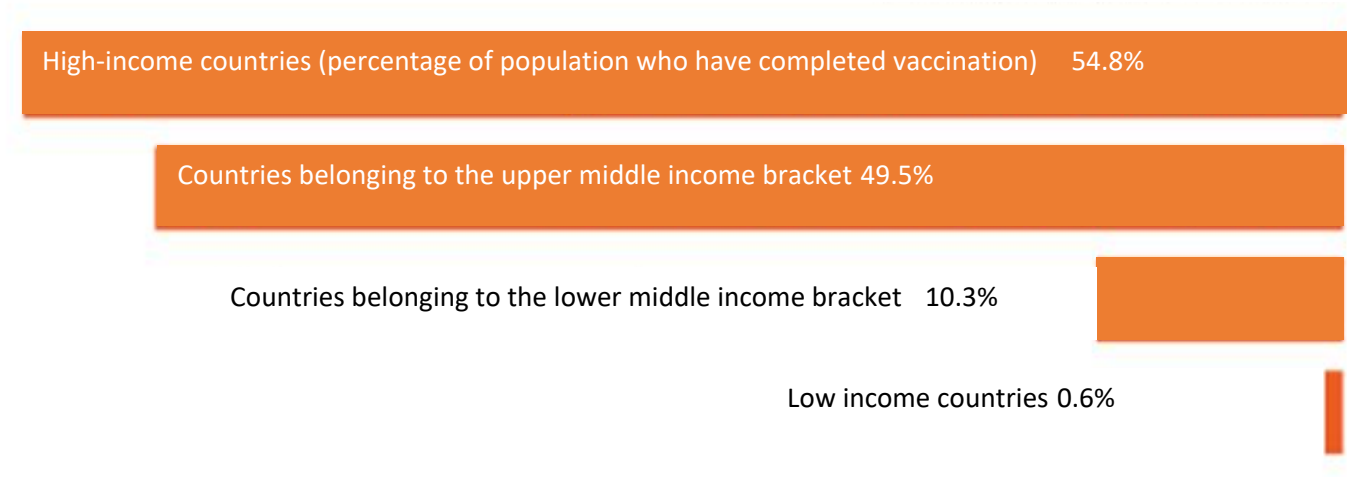 High-income countries (percentage of population who have completed vaccination) 54.8%
Countries belonging to the upper middle income bracket 49.5%
Countries belonging to the lower middle income bracket 10.3%
Low income countries 0.6%